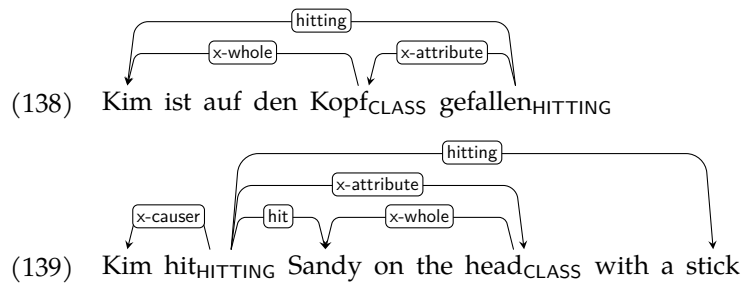 hitting
x-whole x-attribute
(138) Kim ist auf den KopfCLASS gefallenHITTING
hitting
x-attribute
x-causer hit x-whole
(139) Kim hitHITTING Sandy on the headCLASS with a stick